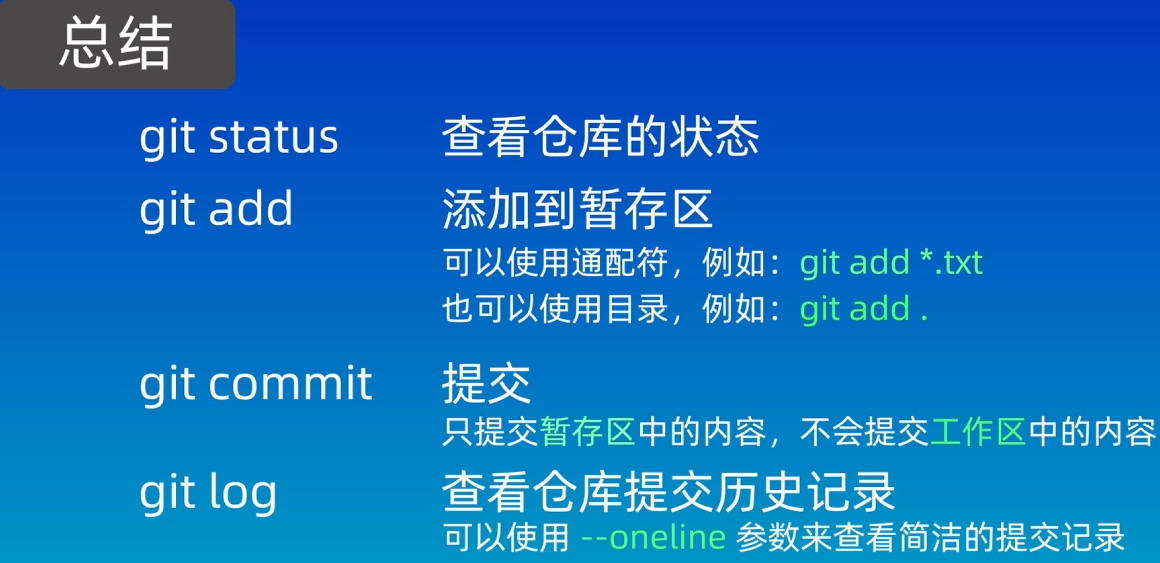 总结
git status 查看仓库的状态
git add 添加到暂存区
可以使用通配符，例如：git add *.txt
也可以使用目录，例如：git add .
git commit 提交
只提交暂存区中的内容，不会提交工作区中的内容
git log 查看仓库提交历史记录
可以使用 --oneline 参数来查看简洁的提交记录